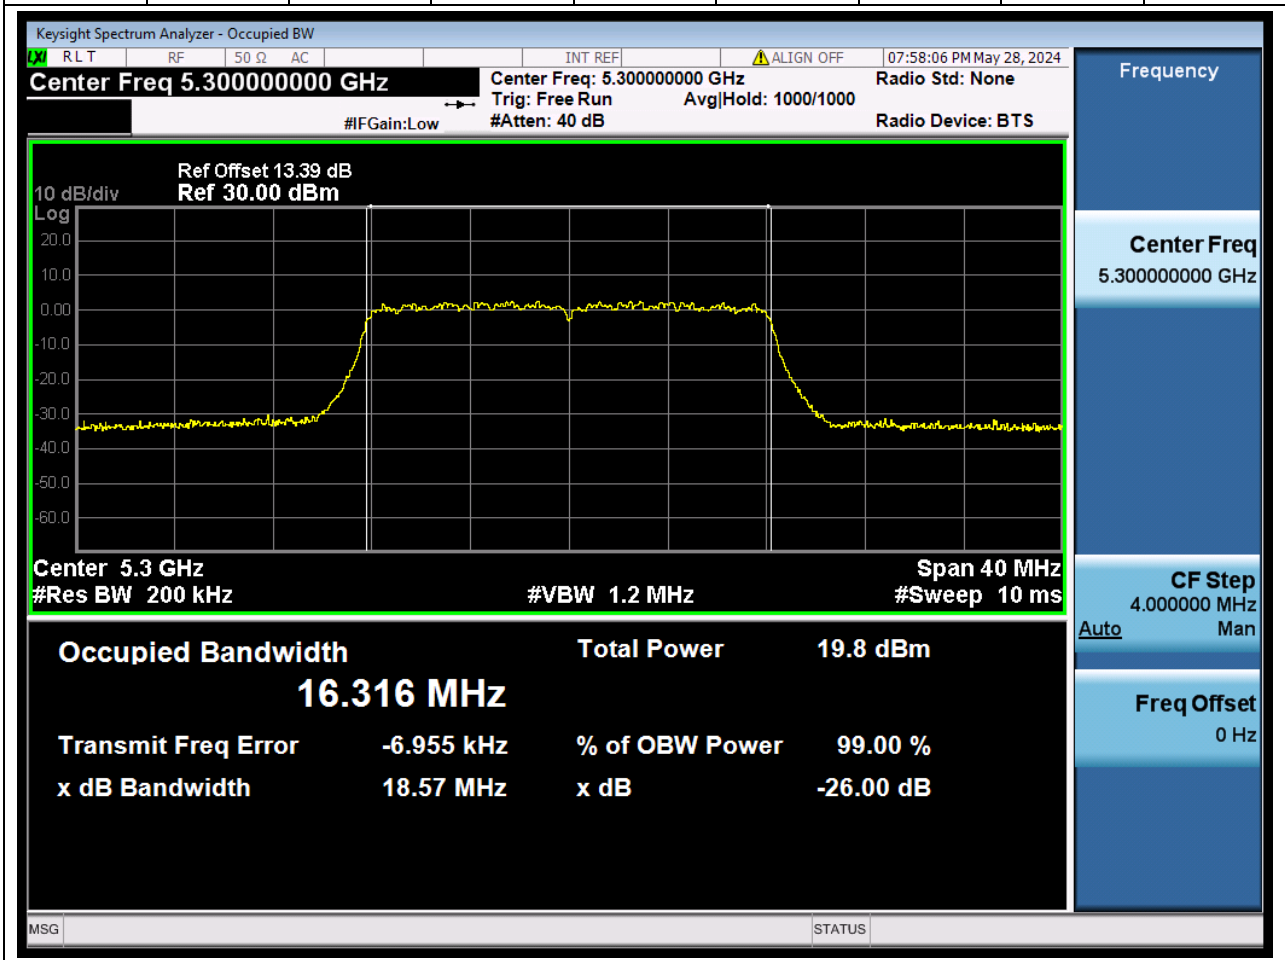 Keysight Spectrum Analyzer - Occupied BW
LXI RLT RF 50 Ω AC INT REF ALIGN OFF 07:58:06 PM May 28, 2024
Center Freq 5.300000000 GHz
Center Freq: 5.300000000 GHz Radio Std: None
Trig: Free Run Avg|Hold: 1000/1000
#IFGain:Low #Atten: 40 dB Radio Device: BTS
Ref Offset 13.39 dB
10 dB/div Ref 30.00 dBm
Log
20.0
10.0
0.00
-10.0
-20.0
-30.0
-40.0
-50.0
-60.0
Center 5.3 GHz Span 40 MHz
#Res BW 200 kHz #VBW 1.2 MHz #Sweep 10 ms
Occupied Bandwidth Total Power 19.8 dBm
16.316 MHz
Transmit Freq Error -6.955 kHz % of OBW Power 99.00 %
x dB Bandwidth 18.57 MHz x dB -26.00 dB
MSG STATUS
Frequency
Center Freq
5.300000000 GHz
CF Step
4.000000 MHz
Auto Man
Freq Offset
0 Hz